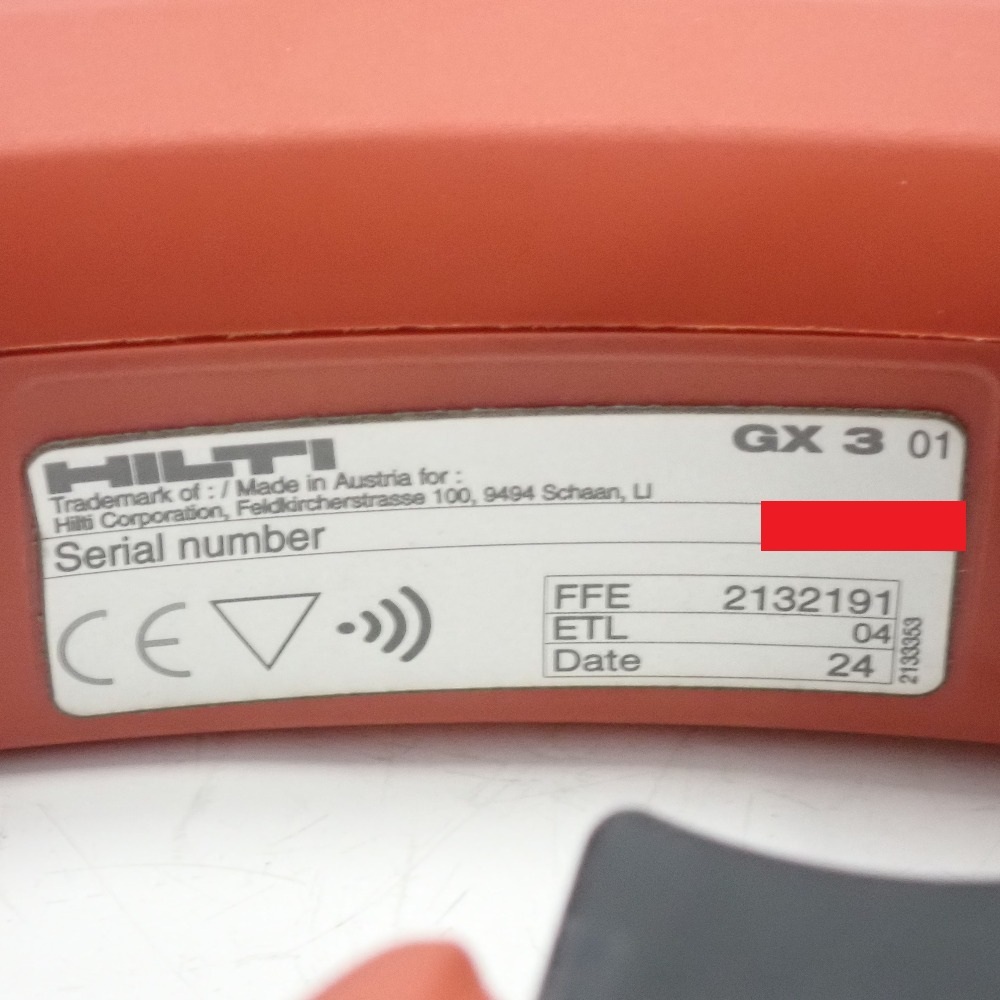 HILTI
GX 3 01
Trademark of : / Made in Austria for :
Hilti Corporation, Feldkircherstrasse 100, 9494 Schaan, LI
Serial number
CE
FFE 2132191
ETL 04
Date 24
2133353